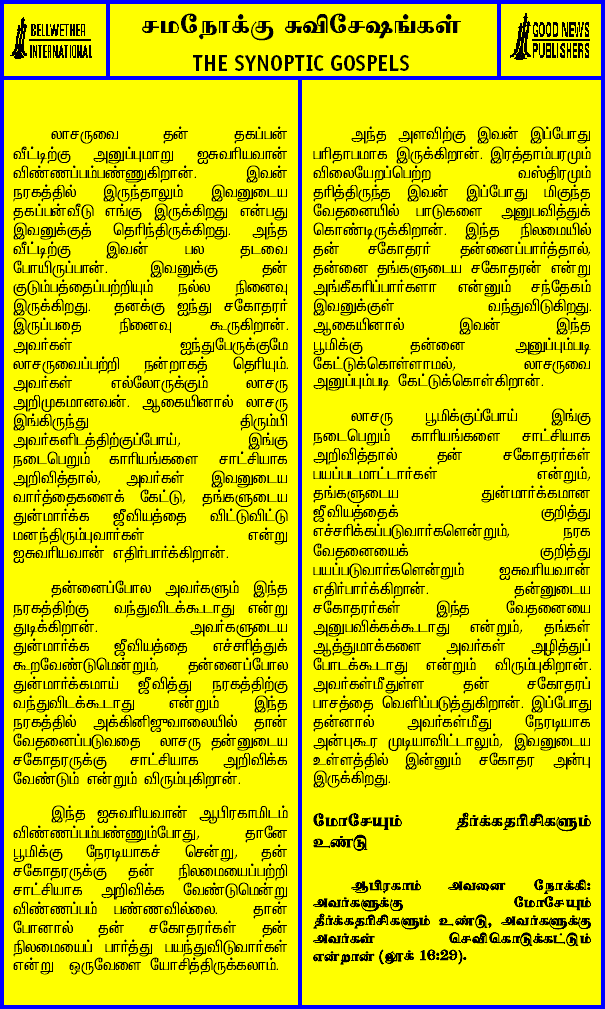 BELLWETHER
INTERNATIONAL
சமநோக்கு சுவிசேஷங்கள்
THE SYNOPTIC GOSPELS
GOOD NEWS
PUBLISHERS
லாசருவை தன் தகப்பன்
வீட்டிற்கு அனுப்புமாறு ஐசுவரியவான்
விண்ணப்பம்பண்ணுகிறான். இவன்
நரகத்தில் இருந்தாலும் இவனுடைய
தகப்பன்வீடு எங்கு இருக்கிறது என்பது
இவனுக்குத் தெரிந்திருக்கிறது. அந்த
வீட்டிற்கு இவன் பல தடவை
போயிருப்பான். இவனுக்கு தன்
குடும்பத்தைப்பற்றியும் நல்ல நினைவு
இருக்கிறது. தனக்கு ஐந்து சகோதரர்
இருப்பதை நினைவு கூருகிறான்.
அவர்கள் ஐந்துபேருக்குமே
லாசருவைப்பற்றி நன்றாகத் தெரியும்.
அவர்கள் எல்லோருக்கும் லாசரு
அறிமுகமானவன். ஆகையினால் லாசரு
இங்கிருந்து திரும்பி
அவர்களிடத்திற்குப்போய், இங்கு
நடைபெறும் காரியங்களை சாட்சியாக
அறிவித்தால், அவர்கள் இவனுடைய
வார்த்தைகளைக் கேட்டு, தங்களுடைய
துன்மார்க்க ஜீவியத்தை விட்டுவிட்டு
மனந்திரும்புவார்கள் என்று
ஐசுவரியவான் எதிர்பார்க்கிறான்.
தன்னைப்போல அவர்களும் இந்த
நரகத்திற்கு வந்துவிடக்கூடாது என்று
துடிக்கிறான். அவர்களுடைய
துன்மார்க்க ஜீவியத்தை எச்சரித்துக்
கூறவேண்டுமென்றும், தன்னைப்போல
துன்மார்க்கமாய் ஜீவித்து நரகத்திற்கு
வந்துவிடக்கூடாது என்றும் இந்த
நரகத்தில் அக்கினிஜுவாலையில் தான்
வேதனைப்படுவதை லாசரு தன்னுடைய
சகோதரருக்கு சாட்சியாக அறிவிக்க
வேண்டும் என்றும் விரும்புகிறான்.
இந்த ஐசுவரியவான் ஆபிரகாமிடம்
விண்ணப்பம்பண்ணும்போது, தானே
பூமிக்கு நேரடியாகச் சென்று, தன்
சகோதரருக்கு தன் நிலமையைப்பற்றி
சாட்சியாக அறிவிக்க வேண்டுமென்று
விண்ணப்பம் பண்ணவில்லை. தான்
போனால் தன் சகோதரர்கள் தன்
நிலமையைப் பார்த்து பயந்துவிடுவார்கள்
என்று ஒருவேளை யோசித்திருக்கலாம்.
அந்த அளவிற்கு இவன் இப்போது
பரிதாபமாக இருக்கிறான். இரத்தாம்பரமும்
விலையேறப்பெற்ற வஸ்திரமும்
தரித்திருந்த இவன் இப்போது மிகுந்த
வேதனையில் பாடுகளை அனுபவித்துக்
கொண்டிருக்கிறான். இந்த நிலமையில்
தன் சகோதரர் தன்னைப்பார்த்தால்,
தன்னை தங்களுடைய சகோதரன் என்று
அங்கீகரிப்பார்களா என்னும் சந்தேகம்
இவனுக்குள் வந்துவிடுகிறது.
ஆகையினால் இவன் இந்த
பூமிக்கு தன்னை அனுப்பும்படி
கேட்டுக்கொள்ளாமல், லாசருவை
அனுப்பும்படி கேட்டுக்கொள்கிறான்.
லாசரு பூமிக்குப்போய் இங்கு
நடைபெறும் காரியங்களை சாட்சியாக
அறிவித்தால் தன் சகோதரர்கள்
பயப்படமாட்டார்கள் என்றும்,
தங்களுடைய துன்மார்க்கமான
ஜீவியத்தைக் குறித்து
எச்சரிக்கப்படுவார்களென்றும், நரக
வேதனையைக் குறித்து
பயப்படுவார்களென்றும் ஐசுவரியவான்
எதிர்பார்க்கிறான். தன்னுடைய
சகோதரர்கள் இந்த வேதனையை
அனுபவிக்கக்கூடாது என்றும், தங்கள்
ஆத்துமாக்களை அவர்கள் அழித்துப்
போடக்கூடாது என்றும் விரும்புகிறான்.
அவர்கள்மீதுள்ள தன் சகோதரப்
பாசத்தை வெளிப்படுத்துகிறான். இப்போது
தன்னால் அவர்கள்மீது நேரடியாக
அன்புகூர முடியாவிட்டாலும், இவனுடைய
உள்ளத்தில் இன்னும் சகோதர அன்பு
இருக்கிறது.
மோசேயும் தீர்க்கதரிசிகளும்
உண்டு
ஆபிரகாம் அவனை நோக்கி:
அவர்களுக்கு மோசேயும்
தீர்க்கதரிசிகளும் உண்டு, அவர்களுக்கு
அவர்கள் செவிகொடுக்கட்டும்
என்றான் (லூக் 16:29).